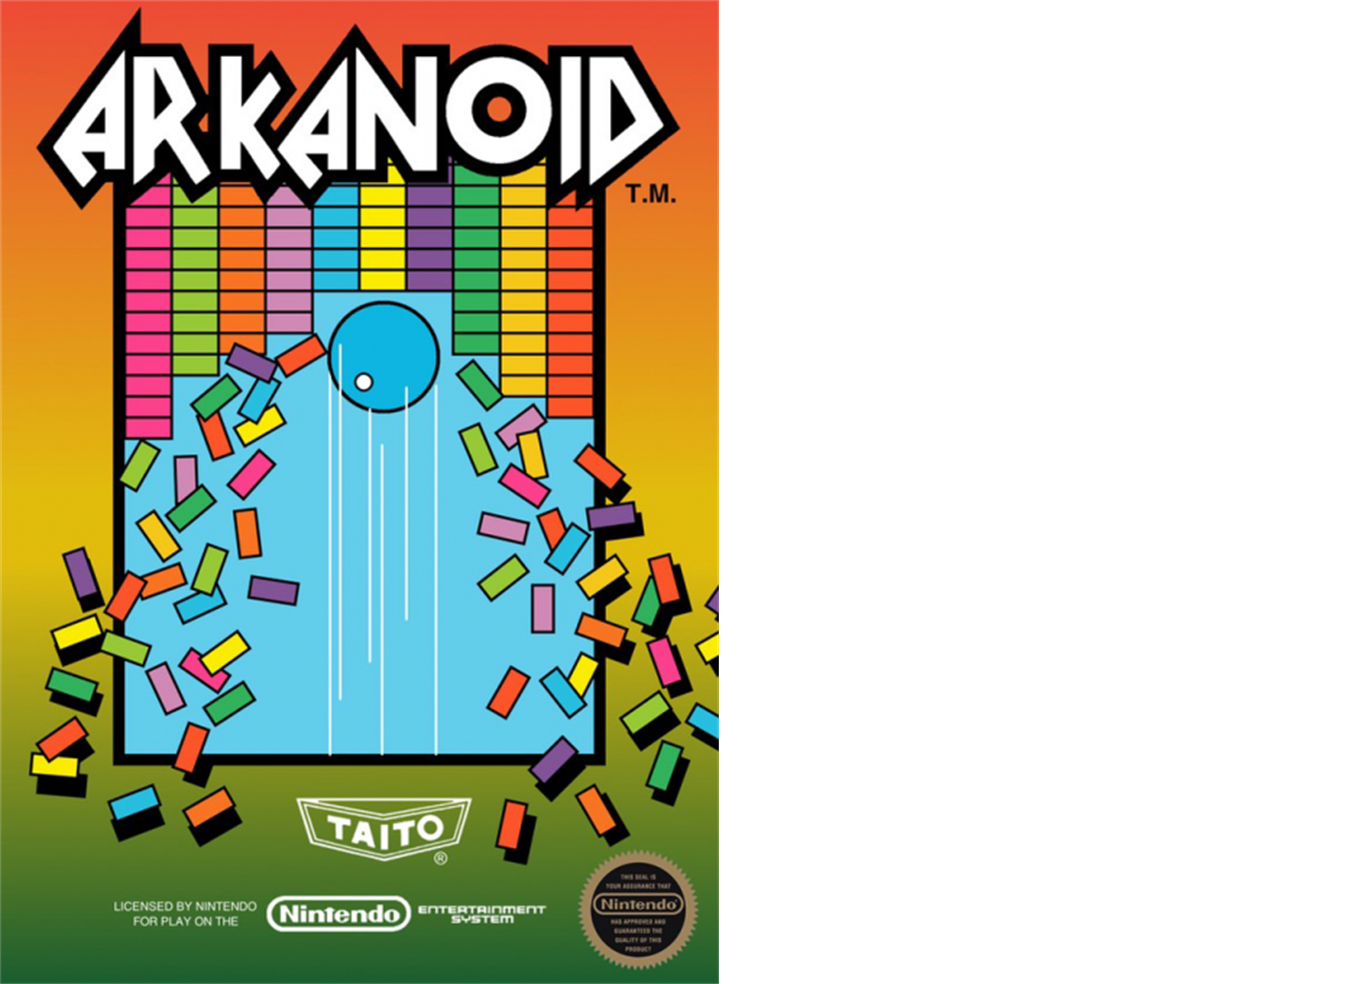 ARKANOID
T.M.
TAITO
®
LICENSED BY NINTENDO
FOR PLAY ON THE
Nintendo
ENTERTAINMENT
SYSTEM
THIS SEAL IS
YOUR ASSURANCE THAT
Nintendo
HAS APPROVED AND
GUARANTEED THE
QUALITY OF THIS
PRODUCT